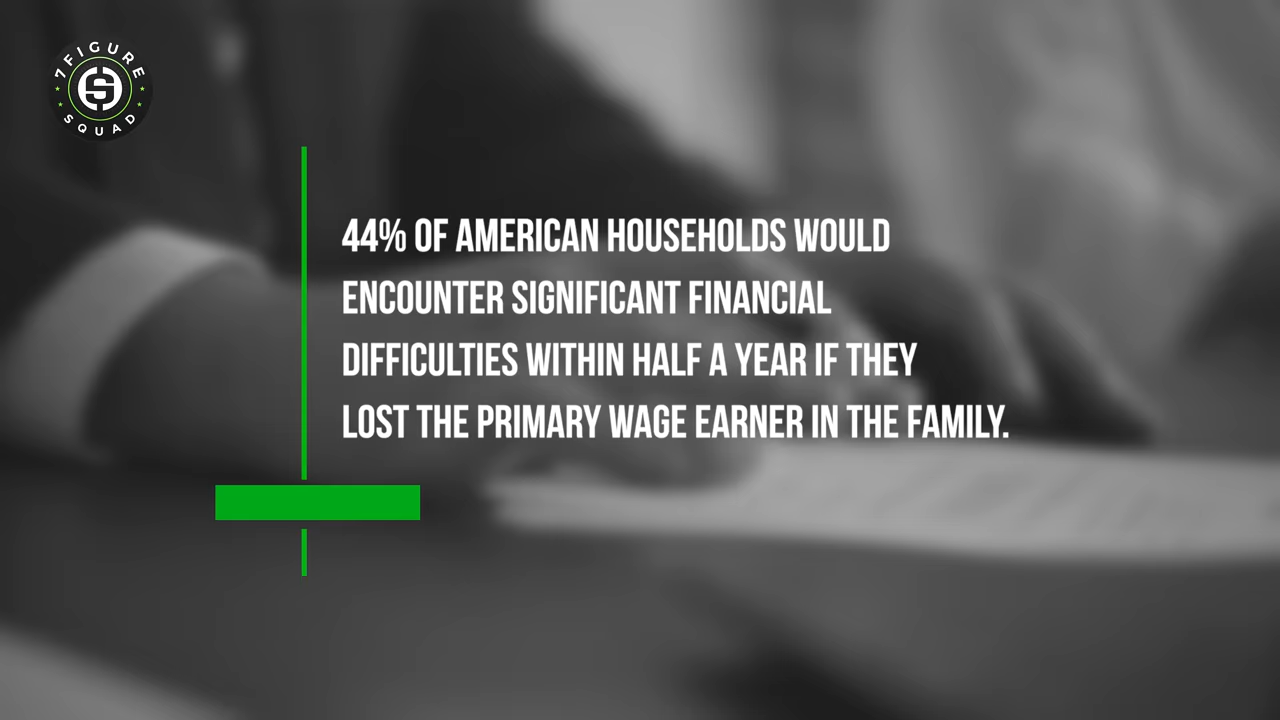 7FIGURE
SQUAD
44% OF AMERICAN HOUSEHOLDS WOULD
ENCOUNTER SIGNIFICANT FINANCIAL
DIFFICULTIES WITHIN HALF A YEAR IF THEY
LOST THE PRIMARY WAGE EARNER IN THE FAMILY.